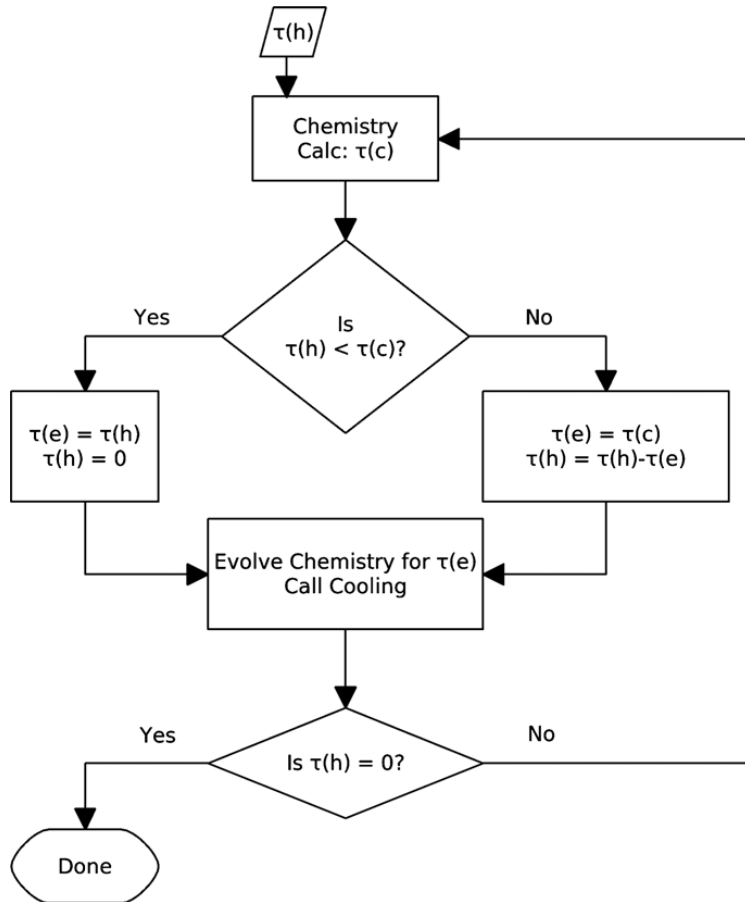 τ(h)
Chemistry
Calc: τ(c)
Is
τ(h) < τ(c)?
Yes
No
τ(e) = τ(h)
τ(h) = 0
τ(e) = τ(c)
τ(h) = τ(h)-τ(e)
Evolve Chemistry for τ(e)
Call Cooling
Is τ(h) = 0?
Yes
No
Done